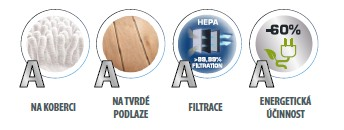 HEPA
>99,99%
FILTRATION
-60%
A
A
A
A
NA KOBERCI
NA TVRDÉ
PODLAZE
FILTRACE
ENERGETICKÁ
ÚČINNOST